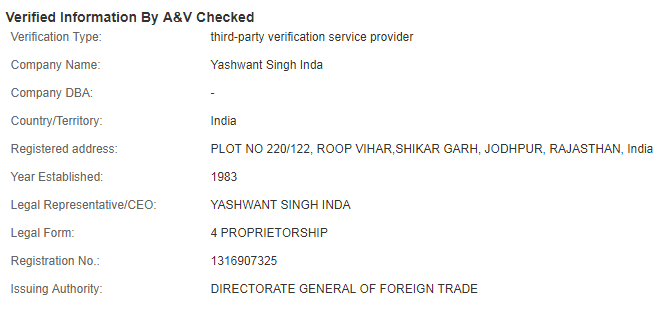 Verified Information By A&V Checked
Verification Type: third-party verification service provider
Company Name: Yashwant Singh Inda
Company DBA: -
Country/Territory: India
Registered address: PLOT NO 220/122, ROOP VIHAR,SHIKAR GARH, JODHPUR, RAJASTHAN, India
Year Established: 1983
Legal Representative/CEO: YASHWANT SINGH INDA
Legal Form: 4 PROPRIETORSHIP
Registration No.: 1316907325
Issuing Authority: DIRECTORATE GENERAL OF FOREIGN TRADE